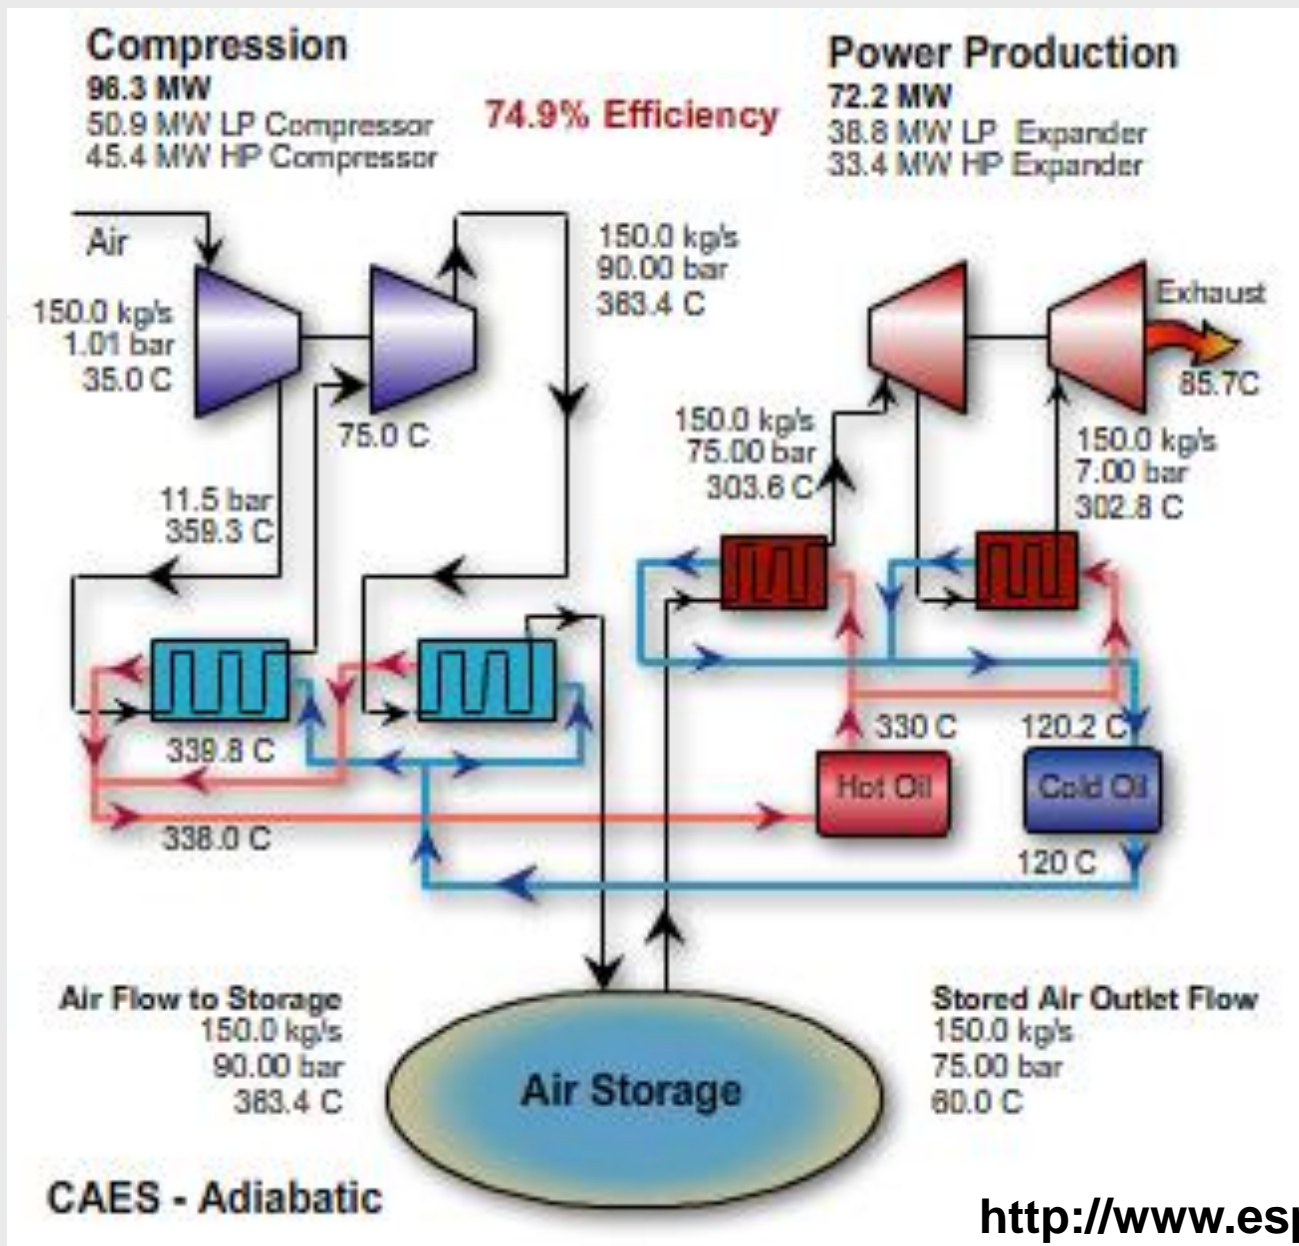 Compression
96.3 MW
50.9 MW LP Compressor
45.4 MW HP Compressor
74.9% Efficiency
Power Production
72.2 MW
38.8 MW LP Expander
33.4 MW HP Expander
Air
150.0 kg/s
1.01 bar
35.0 C
150.0 kg/s
90.00 bar
363.4 C
75.0 C
11.5 bar
359.3 C
150.0 kg/s
75.00 bar
303.6 C
Exhaust
85.7C
150.0 kg/s
7.00 bar
302.8 C
339.8 C
338.0 C
330 C
120.2 C
Hot Oil
Cold Oil
120 C
Air Flow to Storage
150.0 kg/s
90.00 bar
363.4 C
Air Storage
Stored Air Outlet Flow
150.0 kg/s
75.00 bar
60.0 C
CAES - Adiabatic
http://www.esp